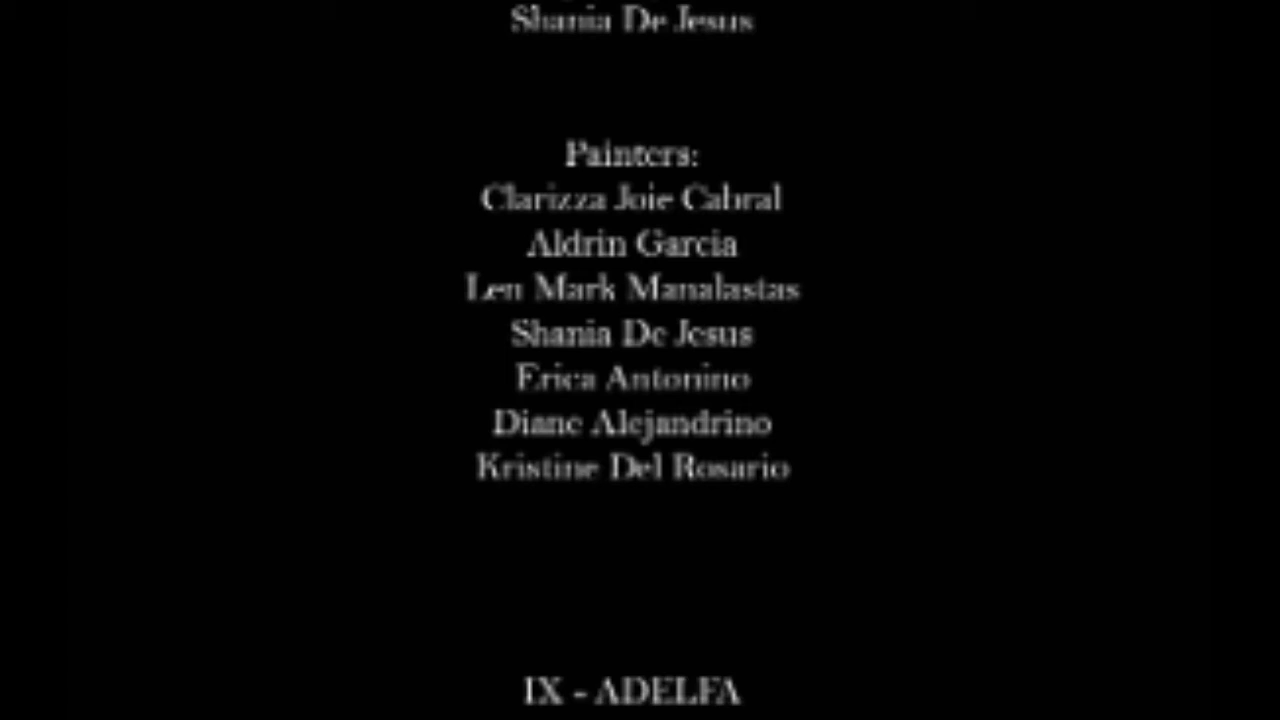 Shania De Jesus
Painters:
Clarizza Joie Cabral
Aldrin Garcia
Len Mark Manalastas
Shania De Jesus
Erica Antonino
Diane Alejandrino
Kristine Del Rosario
IX - ADELFA